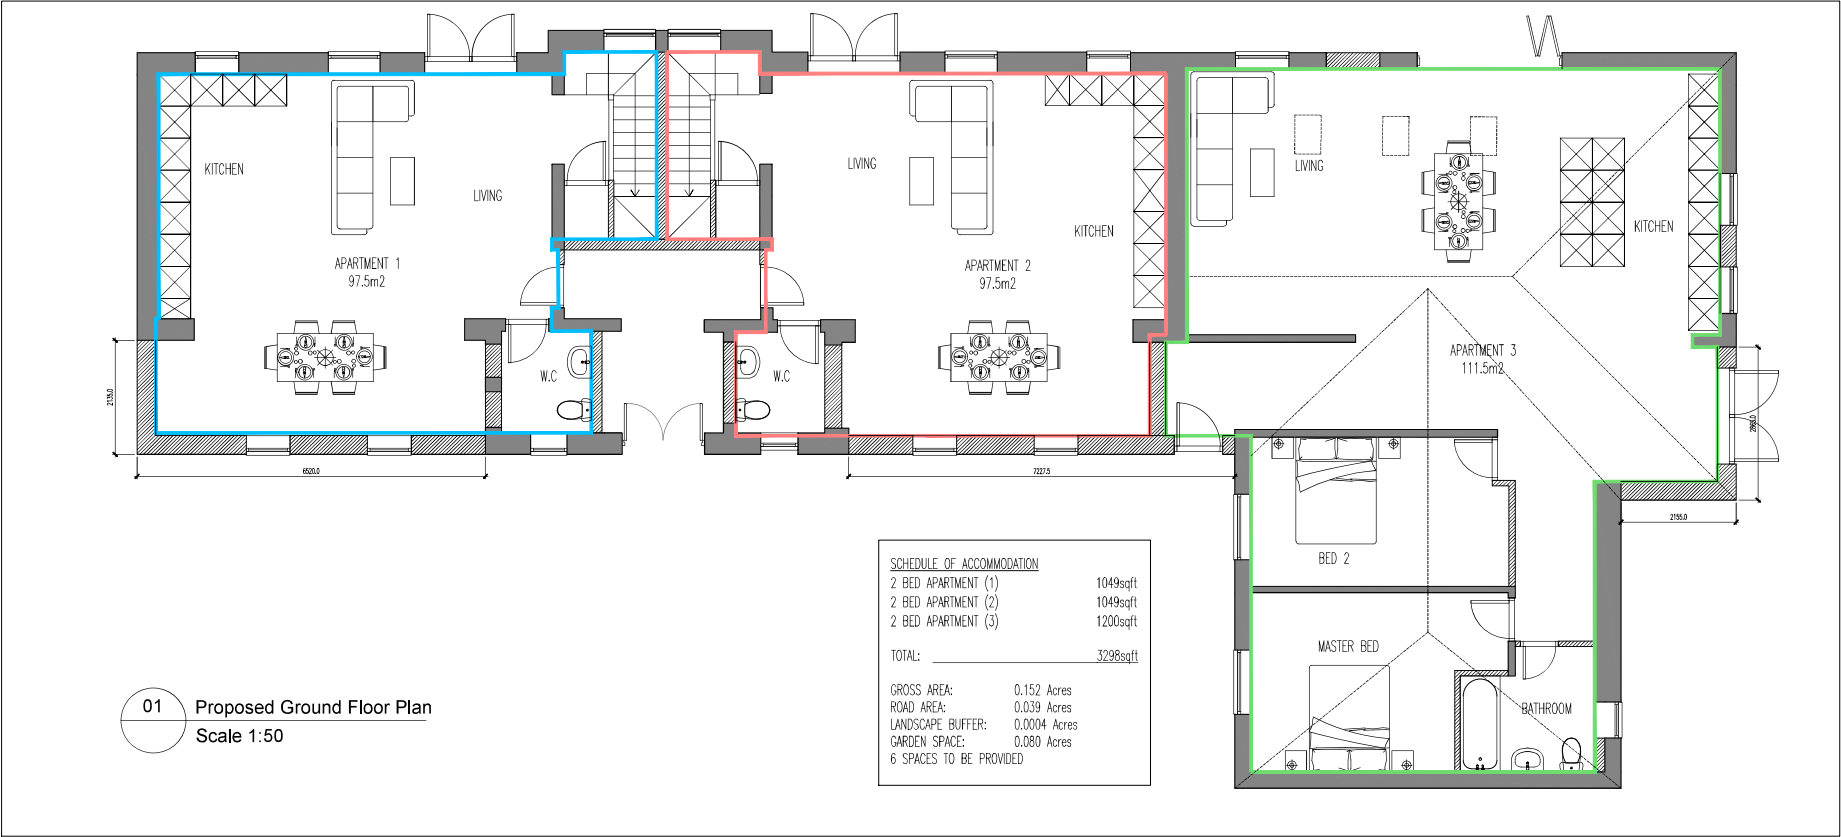 KITCHEN
LIVING
APARTMENT 1
97.5m2
W.C
2135.0
6520.0
LIVING
KITCHEN
APARTMENT 2
97.5m2
W.C
7227.5
LIVING
KITCHEN
APARTMENT 3
111.5m2
2155.0
BED 2
MASTER BED
BATHROOM
SCHEDULE OF ACCOMMODATION
2 BED APARTMENT (1) 1049sqft
2 BED APARTMENT (2) 1049sqft
2 BED APARTMENT (3) 1200sqft
TOTAL: 3298sqft
GROSS AREA: 0.152 Acres
ROAD AREA: 0.039 Acres
LANDSCAPE BUFFER: 0.0004 Acres
GARDEN SPACE: 0.080 Acres
6 SPACES TO BE PROVIDED
01 Proposed Ground Floor Plan
Scale 1:50